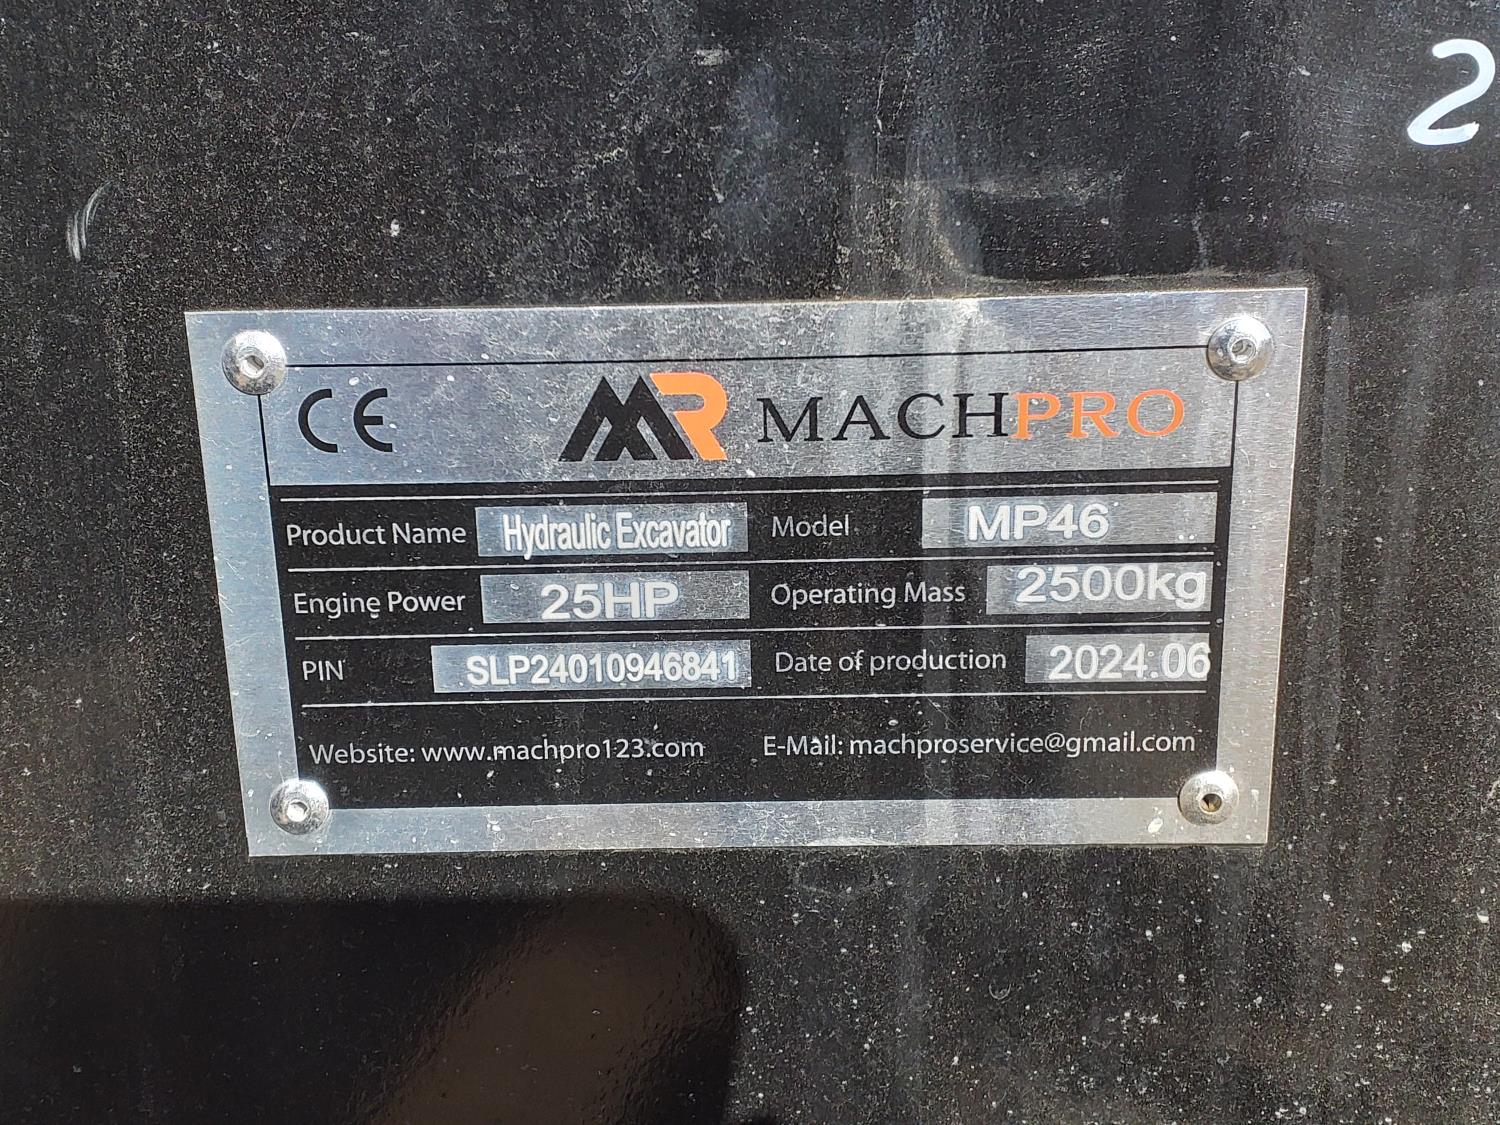 2
CE MR MACHPRO
Product Name Hydraulic Excavator Model MP46
Engine Power 25HP Operating Mass 2500kg
PIN SLP24010946841 Date of production 2024.06
Website: www.machpro123.com E-Mail: machproservice@gmail.com